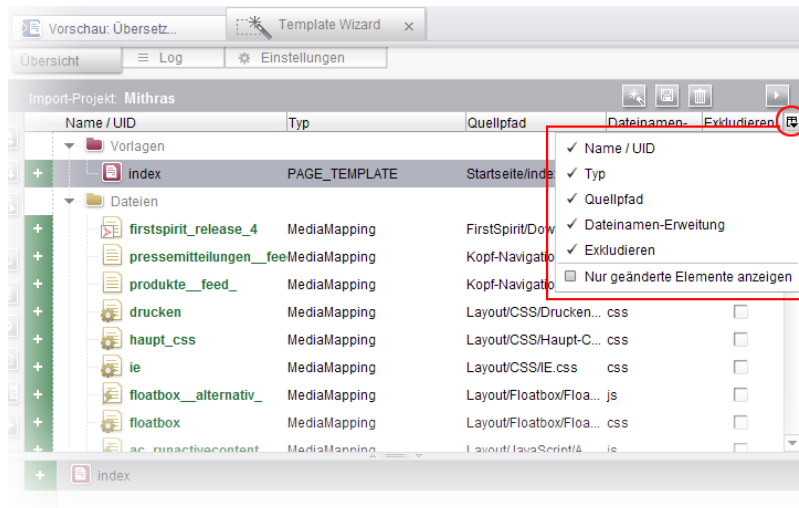 Vorschau: Übersetz... Template Wizard
Übersicht Log Einstellungen
Import-Projekt: Mithras
Name / UID Typ Quellpfad Dateinamen- Exkludieren
Vorlagen
index PAGE_TEMPLATE Startseite/inde
Dateien
firstspirit_release_4 MediaMapping FirstSpirit/Dow
pressemitteilungen__fee MediaMapping Kopf-Navigatio
produkte__feed_ MediaMapping Kopf-Navigatio
drucken MediaMapping Layout/CSS/Drucken... css
haupt_css MediaMapping Layout/CSS/Haupt-C... css
ie MediaMapping Layout/CSS/IE.css css
floatbox__alternativ_ MediaMapping Layout/Floatbox/Floa... js
floatbox MediaMapping Layout/Floatbox/Floa... css
ac_runactivecontent MediaMapping Layout/JavaScript/A js
Name / UID
Typ
Quellpfad
Dateinamen-Erweitung
Exkludieren
Nur geänderte Elemente anzeigen
index